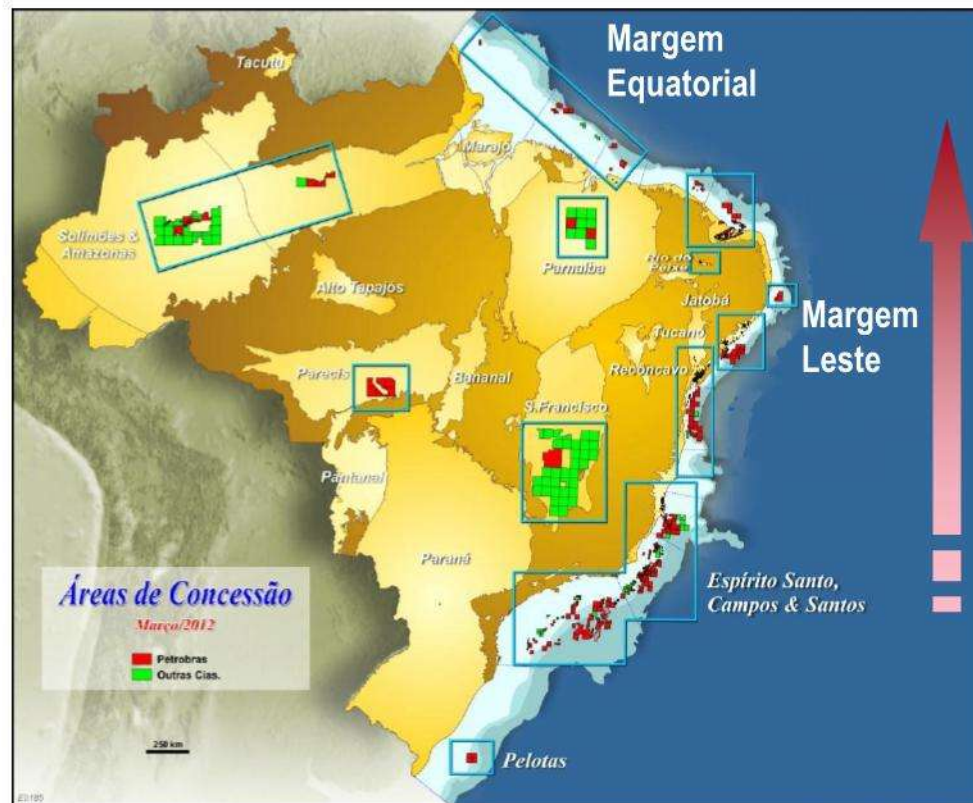 Margem
Equatorial
Tacutu
Marajó
Solimões &
Amazonas
Parnaíba
Rio do
Peixe
Alto Tapajós
Jatobá
Margem
Leste
Tucano
Parecis
Bananal
Recôncavo
S.Francisco
Pantanal
Paraná
Espírito Santo,
Campos & Santos
Áreas de Concessão
Março/2012
Petrobras
Outras Cias.
250 km
Pelotas